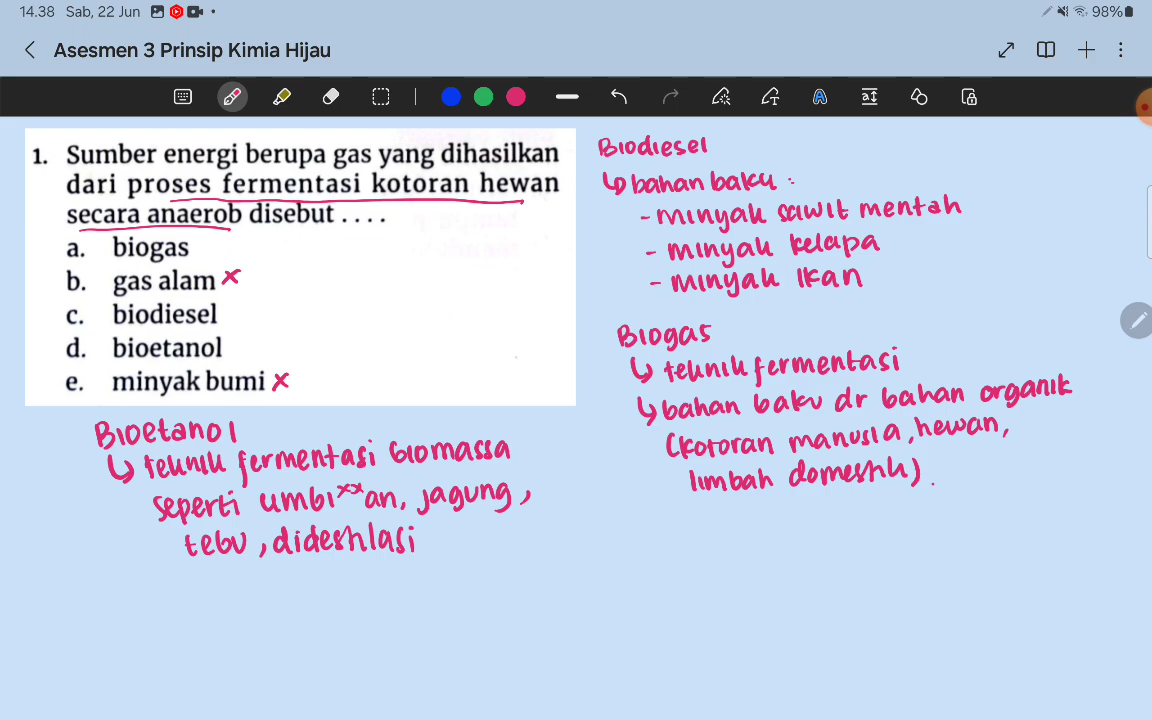 14.38 Sab, 22 Jun
98%
Asesmen 3 Prinsip Kimia Hijau
1. Sumber energi berupa gas yang dihasilkan
dari proses fermentasi kotoran hewan
secara anaerob disebut . . . .
a. biogas
b. gas alam x
c. biodiesel
d. bioetanol
e. minyak bumi x
Bioetanol
↳ teknik fermentasi biomassa
seperti umbi xx an, jagung,
tebu, didestilasi
Biodiesel
↳ bahan baku :
- minyak sawit mentah
- minyak kelapa
- minyak ikan
Biogas
↳ teknik fermentasi
↳ bahan baku dr bahan organik
(kotoran manusia, hewan,
limbah domestik).